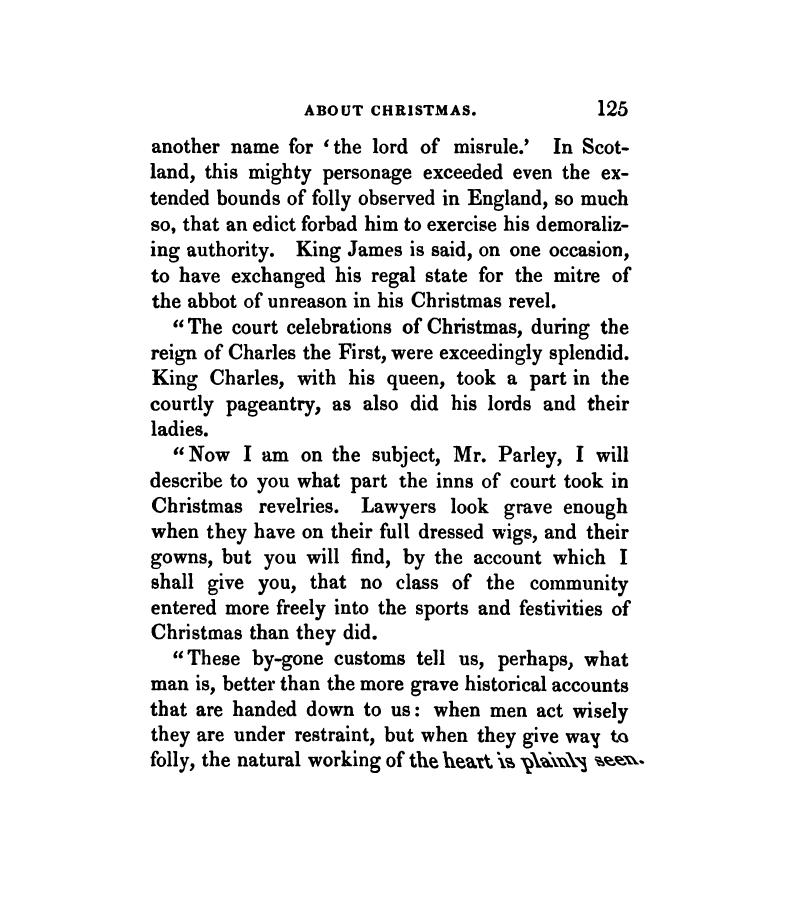 ABOUT CHRISTMAS. 125
another name for ‘the lord of misrule.’ In Scot-
land, this mighty personage exceeded even the ex-
tended bounds of folly observed in England, so much
so, that an edict forbad him to exercise his demoraliz-
ing authority. King James is said, on one occasion,
to have exchanged his regal state for the mitre of
the abbot of unreason in his Christmas revel.
“The court celebrations of Christmas, during the
reign of Charles the First, were exceedingly splendid.
King Charles, with his queen, took a part in the
courtly pageantry, as also did his lords and their
ladies.
“Now I am on the subject, Mr. Parley, I will
describe to you what part the inns of court took in
Christmas revelries. Lawyers look grave enough
when they have on their full dressed wigs, and their
gowns, but you will find, by the account which I
shall give you, that no class of the community
entered more freely into the sports and festivities of
Christmas than they did.
“These by-gone customs tell us, perhaps, what
man is, better than the more grave historical accounts
that are handed down to us: when men act wisely
they are under restraint, but when they give way to
folly, the natural working of the heart is plainly seen.